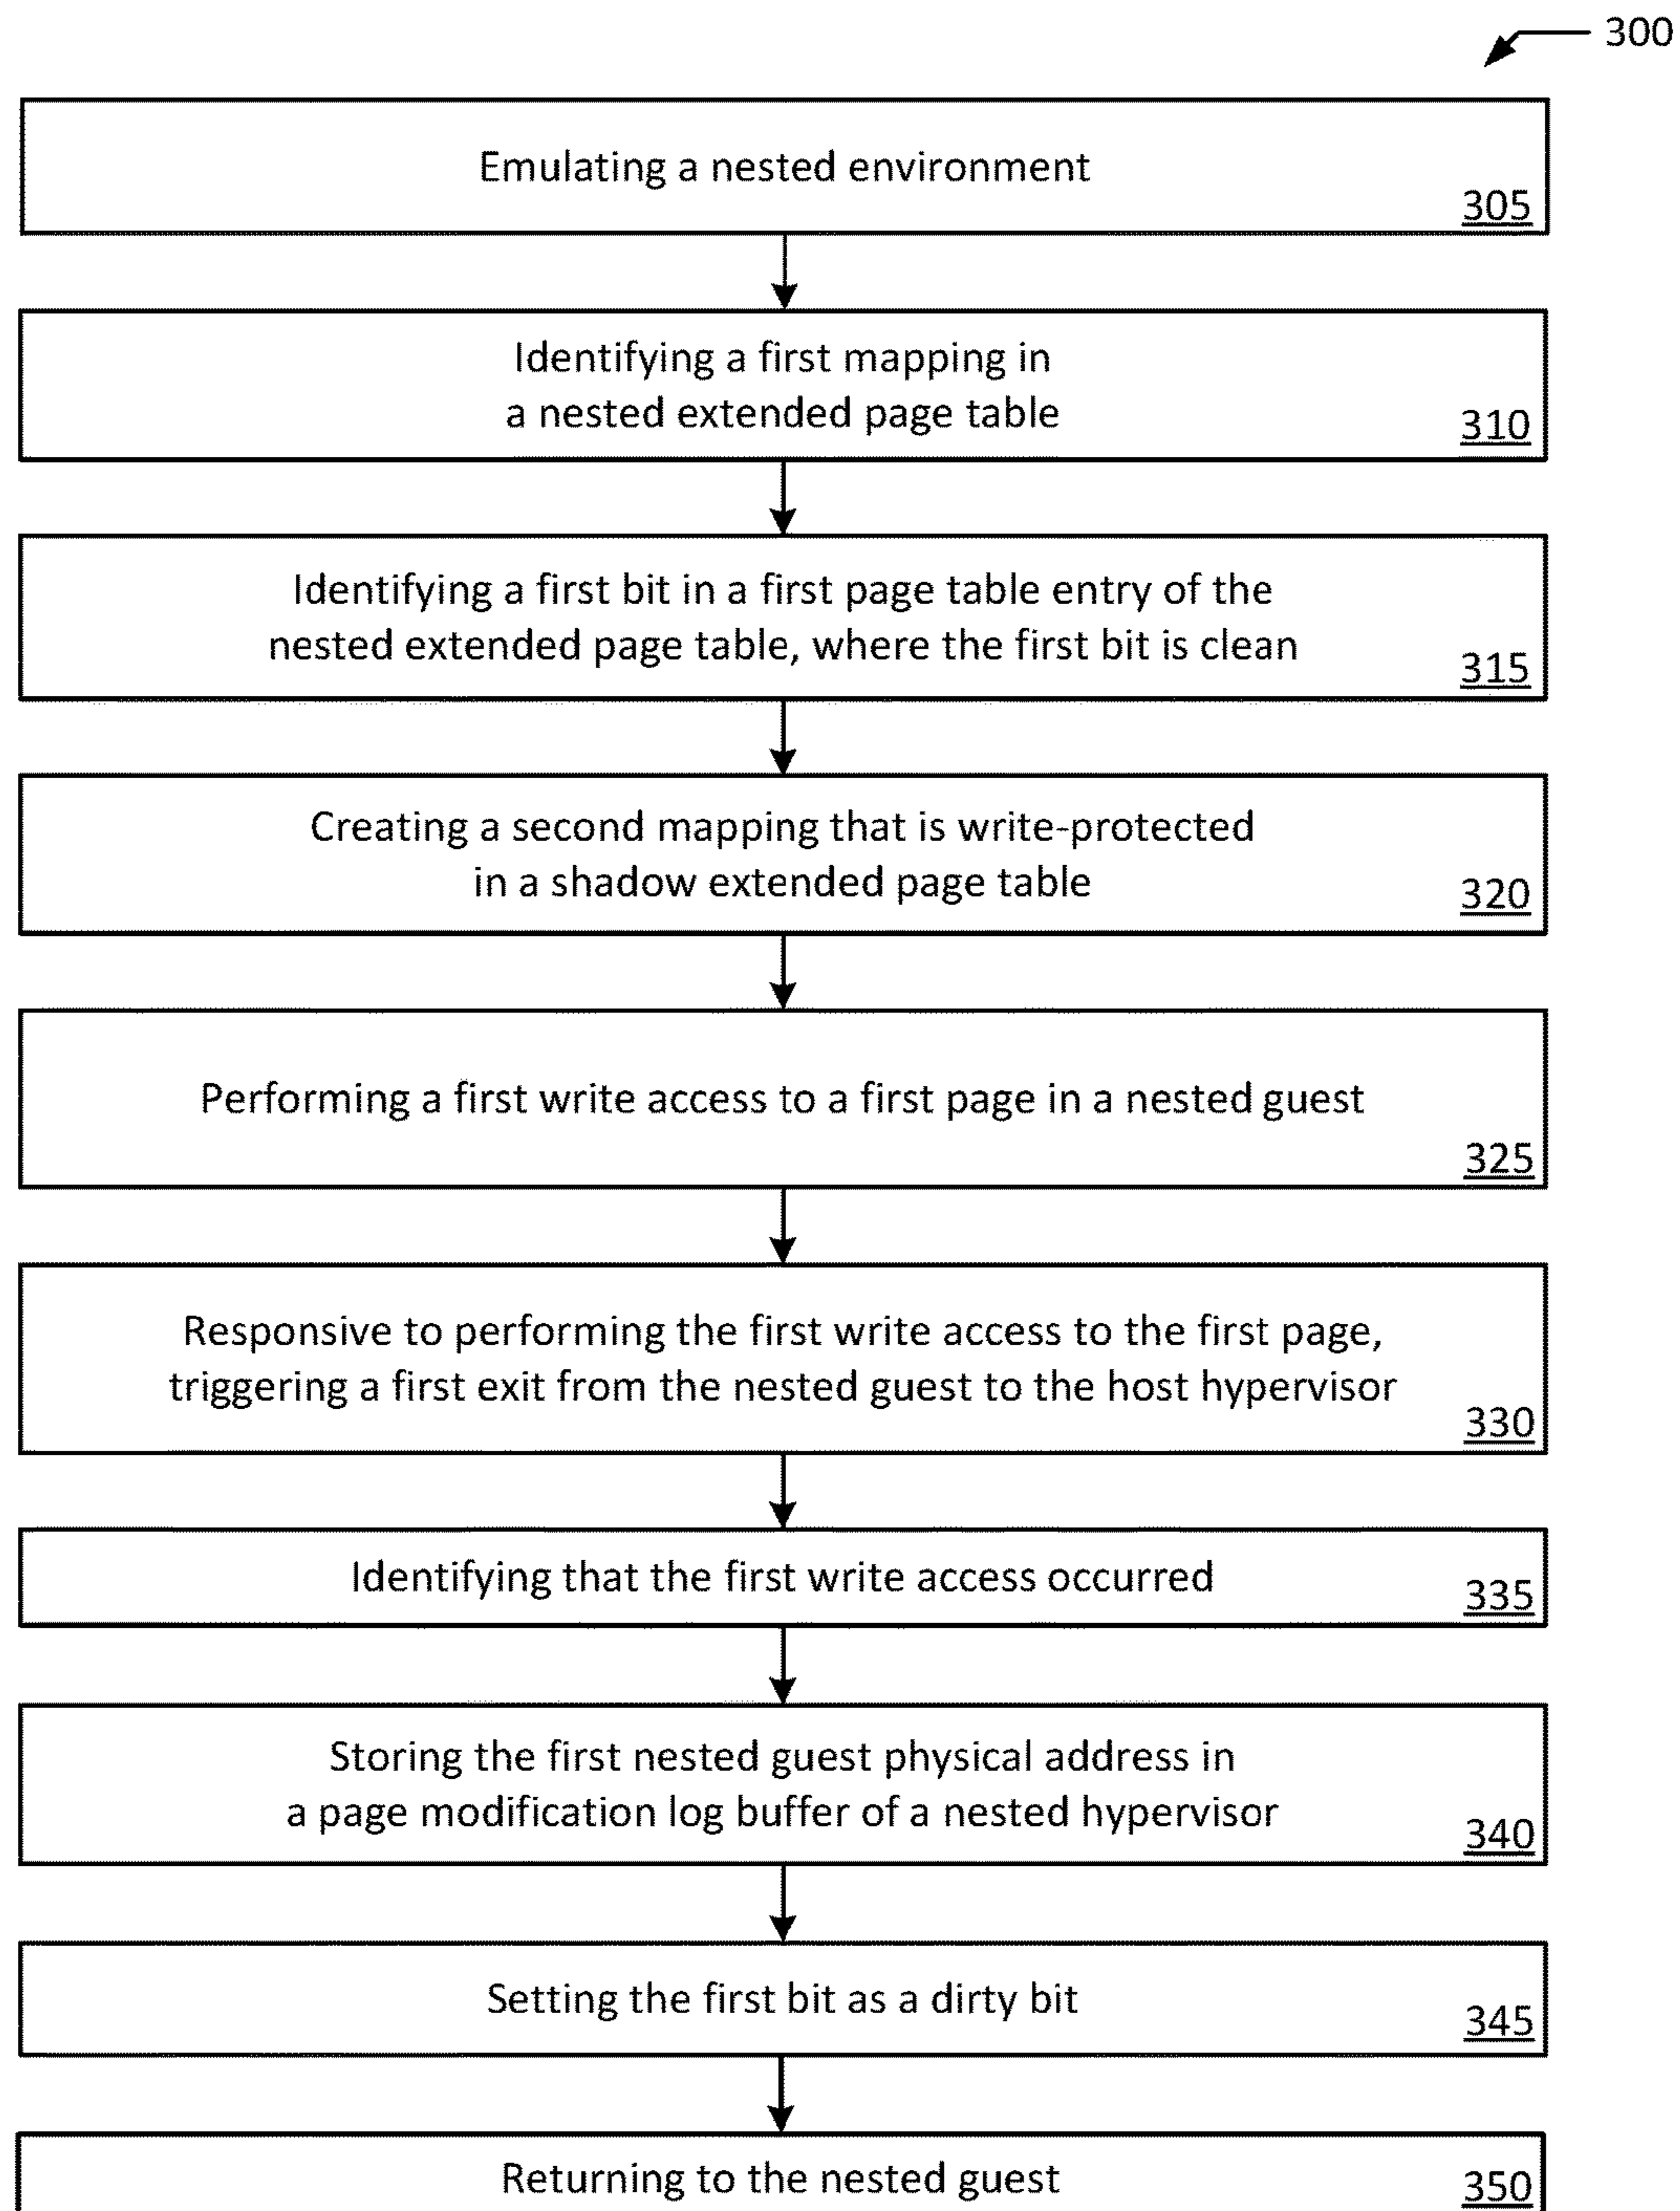 300
Emulating a nested environment
305
Identifying a first mapping in
a nested extended page table
310
Identifying a first bit in a first page table entry of the
nested extended page table, where the first bit is clean
315
Creating a second mapping that is write-protected
in a shadow extended page table
320
Performing a first write access to a first page in a nested guest
325
Responsive to performing the first write access to the first page,
triggering a first exit from the nested guest to the host hypervisor
330
Identifying that the first write access occurred
335
Storing the first nested guest physical address in
a page modification log buffer of a nested hypervisor
340
Setting the first bit as a dirty bit
345
Returning to the nested guest
350